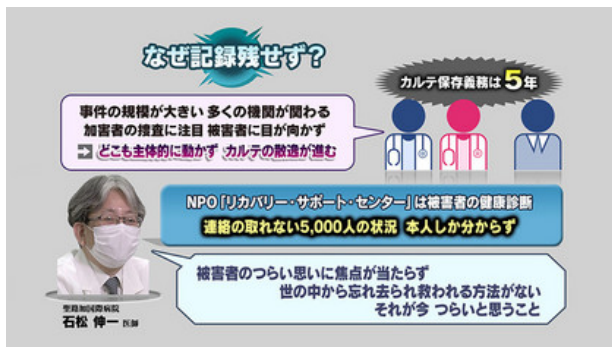 なぜ記録残せず？
カルテ保存義務は5年
事件の規模が大きい 多くの機関が関わる
加害者の捜査に注目 被害者に目が向かず
➡ どこも主体的に動かず カルテの散逸が進む
NPO「リカバリー・サポート・センター」は被害者の健康診断
連絡の取れない5,000人の状況 本人しか分からず
被害者のつらい思いに焦点が当たらず
世の中から忘れ去られ救われる方法がない
それが今 つらいと思うこと
聖路加国際病院
石松 伸一 医師